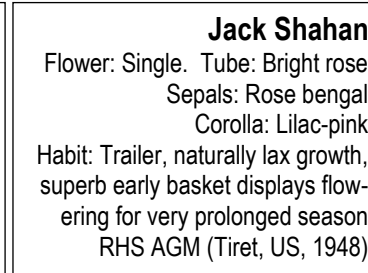 Jack Shahan
Flower: Single.  Tube: Bright rose
Sepals: Rose bengal
Corolla: Lilac-pink
Habit: Trailer, naturally lax growth,
superb early basket displays flow-
ering for very prolonged season
RHS AGM (Tiret, US, 1948)